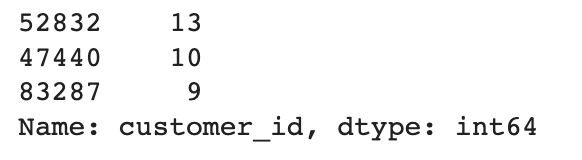 52832    13
47440    10
83287     9
Name: customer_id, dtype: int64